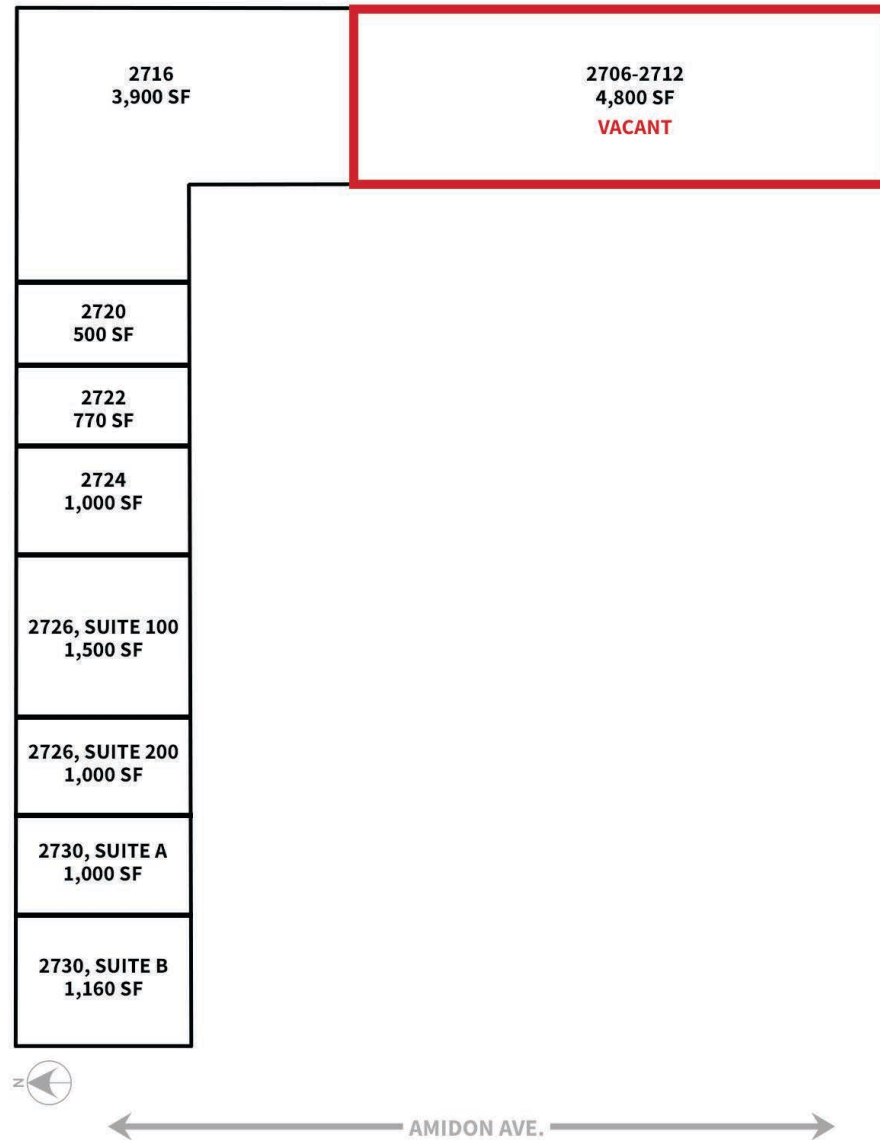 2716
3,900 SF
2706-2712
4,800 SF
VACANT
2720
500 SF
2722
770 SF
2724
1,000 SF
2726, SUITE 100
1,500 SF
2726, SUITE 200
1,000 SF
2730, SUITE A
1,000 SF
2730, SUITE B
1,160 SF
N
AMIDON AVE.